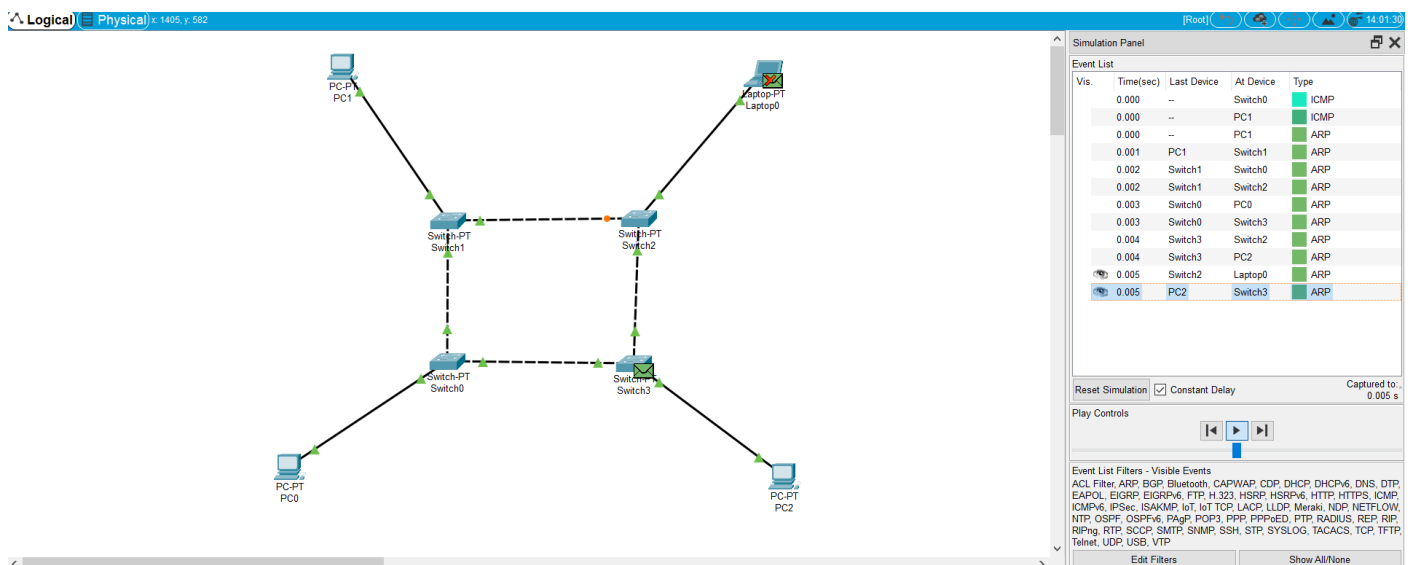 Logical Physical x: 1405, y: 582 [Root] 14:01:30
PC-PT
PC1
Laptop-PT
Laptop0
Switch-PT
Switch1
Switch-PT
Switch2
Switch-PT
Switch0
Switch-PT
Switch3
PC-PT
PC0
PC-PT
PC2
Simulation Panel
Event List
Vis. Time(sec) Last Device At Device Type
0.000 -- Switch0 ICMP
0.000 -- PC1 ICMP
0.000 -- PC1 ARP
0.001 PC1 Switch1 ARP
0.002 Switch1 Switch0 ARP
0.002 Switch1 Switch2 ARP
0.003 Switch0 PC0 ARP
0.003 Switch0 Switch3 ARP
0.004 Switch3 Switch2 ARP
0.004 Switch3 PC2 ARP
0.005 Switch2 Laptop0 ARP
0.005 PC2 Switch3 ARP
Reset Simulation Constant Delay Captured to:
0.005 s
Play Controls
Event List Filters - Visible Events
ACL Filter, ARP, BGP, Bluetooth, CAPWAP, CDP, DHCP, DHCPv6, DNS, DTP,
EAPOL, EIGRP, EIGRPv6, FTP, H.323, HSRP, HSRPv6, HTTP, HTTPS, ICMP,
ICMPv6, IPSec, ISAKMP, IoT, IoT TCP, LACP, LLDP, Meraki, NDP, NETFLOW,
NTP, OSPF, OSPFv6, PAgP, POP3, PPP, PPPoED, PTP, RADIUS, REP, RIP,
RIPng, RTP, SCCP, SMTP, SNMP, SSH, STP, SYSLOG, TACACS, TCP, TFTP,
Telnet, UDP, USB, VTP
Edit Filters Show All/None